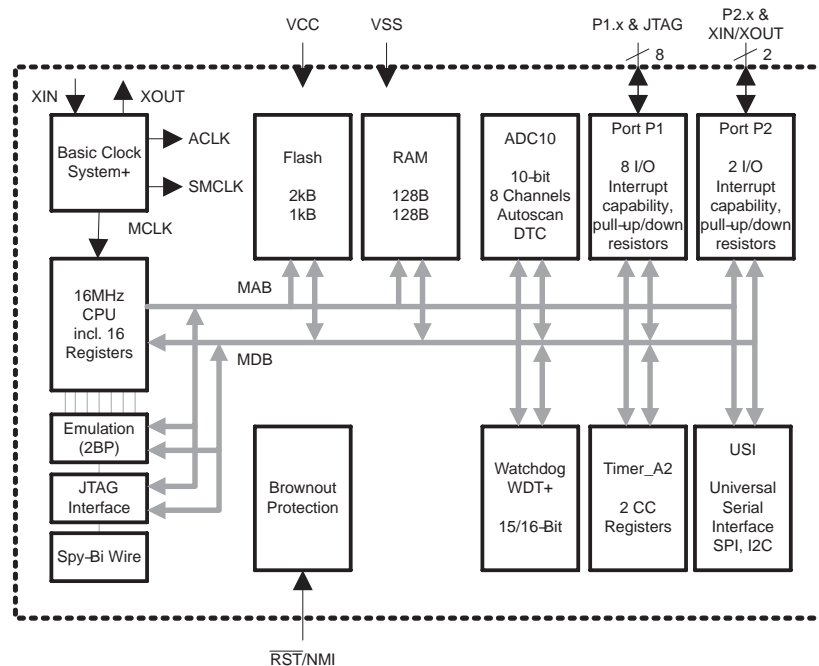 VCC
VSS
P1.x & JTAG
8
P2.x &
XIN/XOUT
2
XIN
XOUT
Basic Clock
System+
ACLK
SMCLK
MCLK
Flash
2kB
1kB
RAM
128B
128B
ADC10
10-bit
8 Channels
Autoscan
DTC
Port P1
8 I/O
Interrupt
capability,
pull-up/down
resistors
Port P2
2 I/O
Interrupt
capability,
pull-up/down
resistors
16MHz
CPU
incl. 16
Registers
MAB
MDB
Emulation
(2BP)
JTAG
Interface
Spy-Bi Wire
Brownout
Protection
RST/NMI
Watchdog
WDT+
15/16-Bit
Timer_A2
2 CC
Registers
USI
Universal
Serial
Interface
SPI, I2C